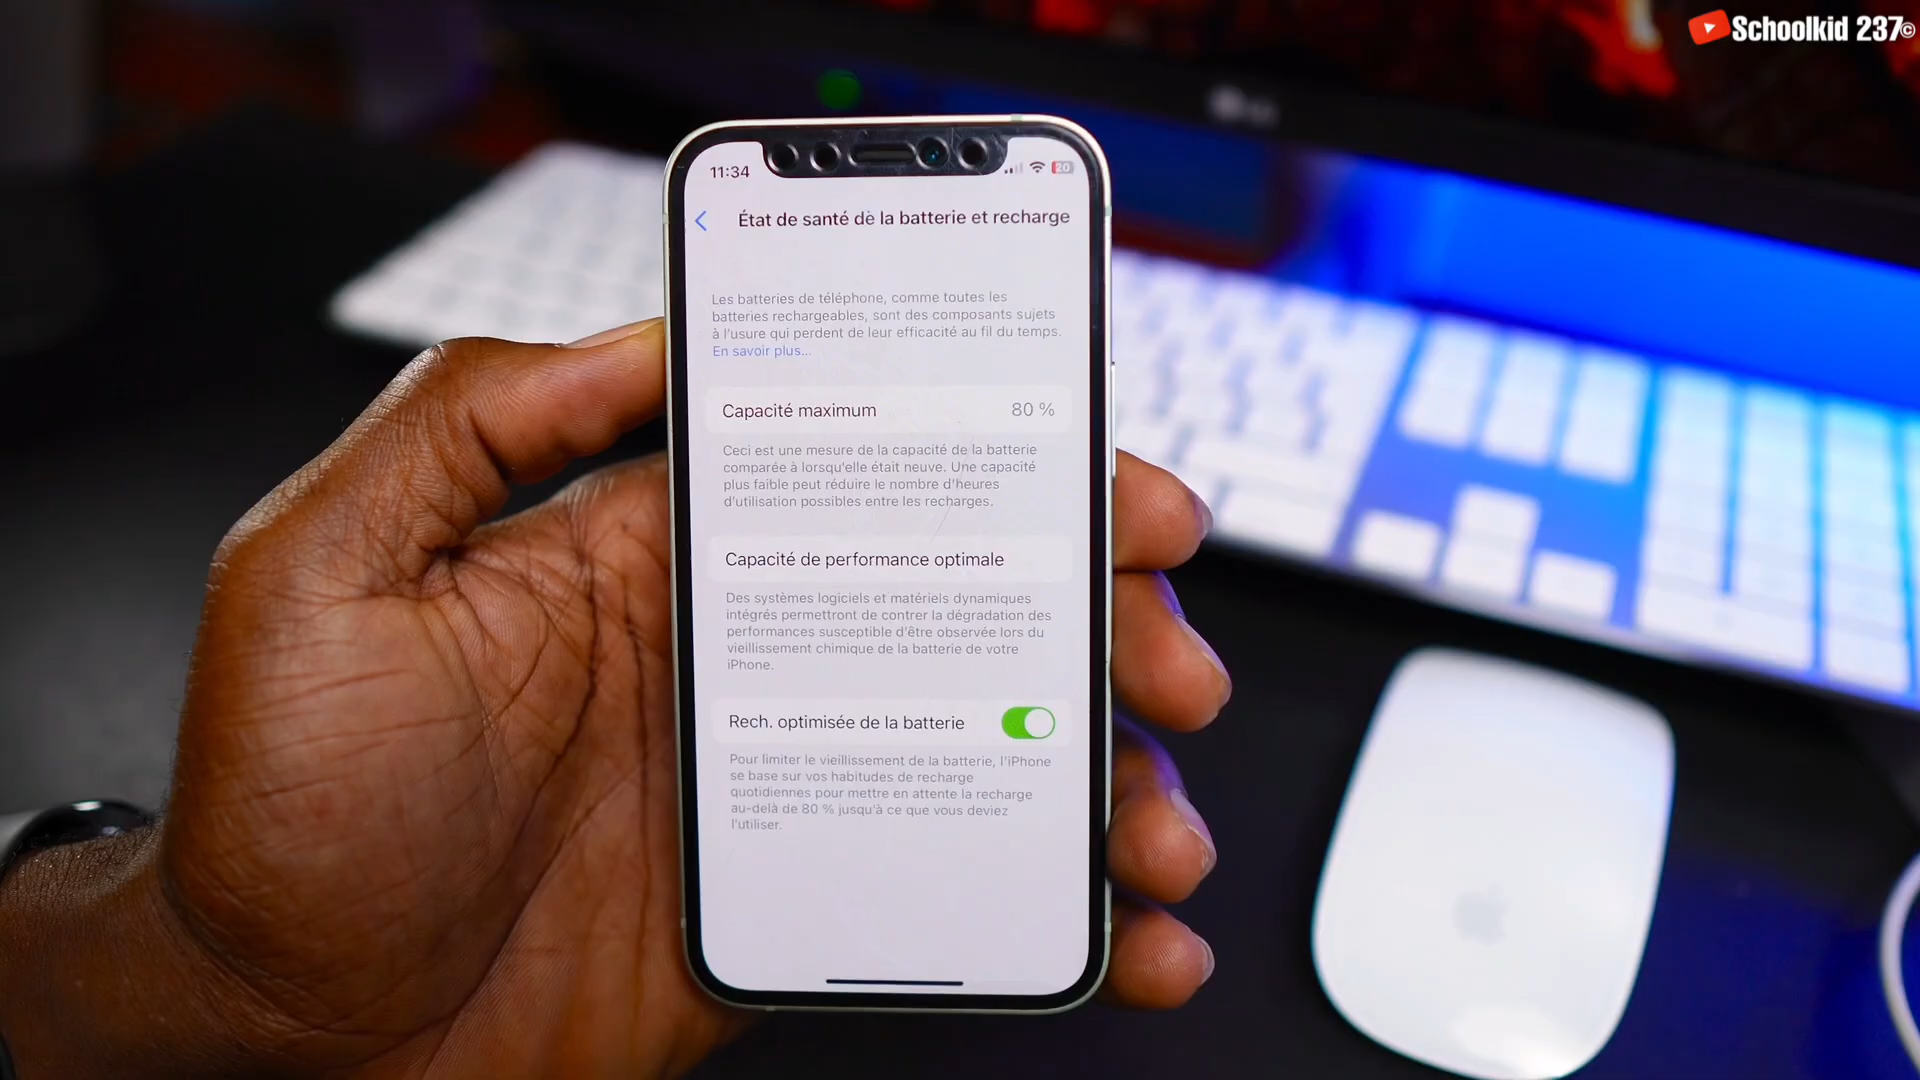 Schoolkid 237©
LG
11:34
20
État de santé de la batterie et recharge
Les batteries de téléphone, comme toutes les
batteries rechargeables, sont des composants sujets
à l'usure qui perdent de leur efficacité au fil du temps.
En savoir plus...
Capacité maximum 80 %
Ceci est une mesure de la capacité de la batterie
comparée à lorsqu'elle était neuve. Une capacité
plus faible peut réduire le nombre d'heures
d'utilisation possibles entre les recharges.
Capacité de performance optimale
Des systèmes logiciels et matériels dynamiques
intégrés permettront de contrer la dégradation des
performances susceptible d'être observée lors du
vieillissement chimique de la batterie de votre
iPhone.
Rech. optimisée de la batterie
Pour limiter le vieillissement de la batterie, l'iPhone
se base sur vos habitudes de recharge
quotidiennes pour mettre en attente la recharge
au-delà de 80 % jusqu'à ce que vous deviez
l'utiliser.